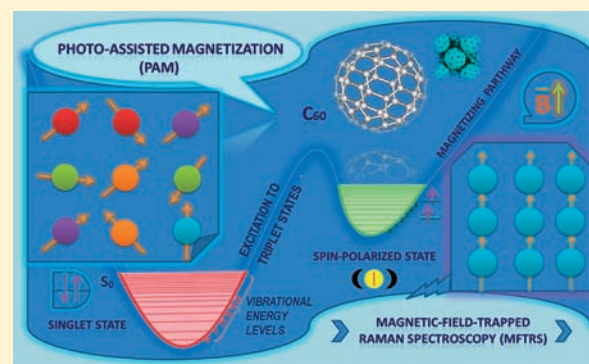 PHOTO-ASSISTED MAGNETIZATION
(PAM)
C60
MAGNETIZING PARTHWAY
B
EXCITATION TO
TRIPLET STATES
SPIN-POLARIZED STATE
S0
SINGLET STATE
VIBRATIONAL
ENERGY
LEVELS
MAGNETIC-FIELD-TRAPPED
RAMAN SPECTROSCOPY (MFTRS)